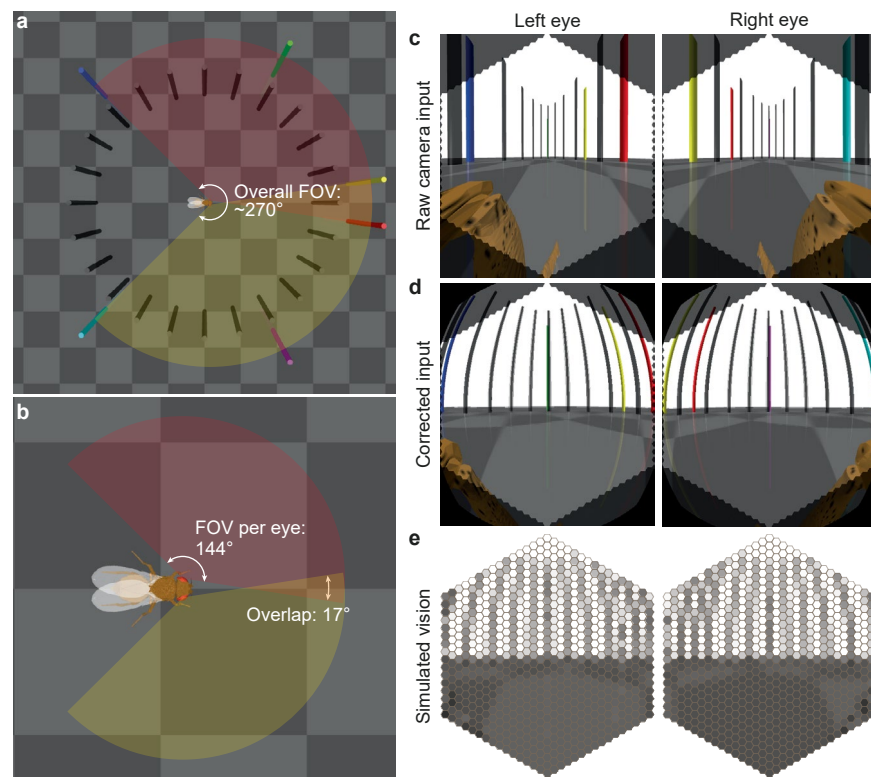 a
Overall FOV:
~270°
b
FOV per eye:
144°
Overlap: 17°
Left eye
Right eye
c
Raw camera input
d
Corrected input
e
Simulated vision